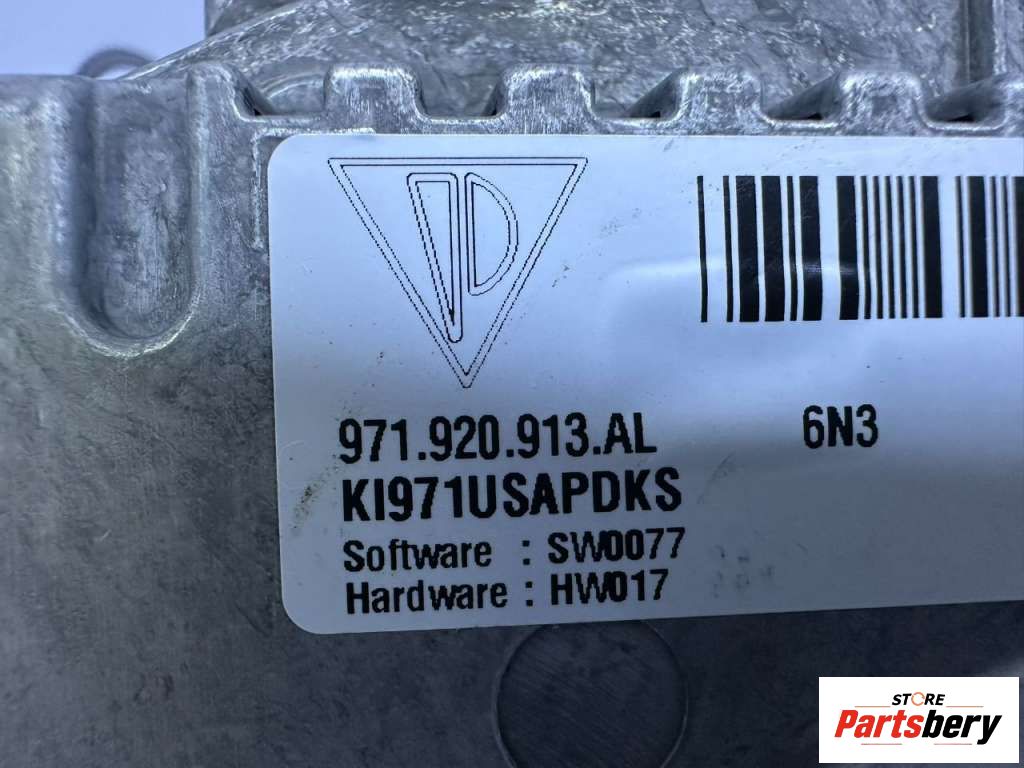 971.920.913.AL 6N3
KI971USAPDKS
Software : SW0077
Hardware : HW017
STORE
Partsbery